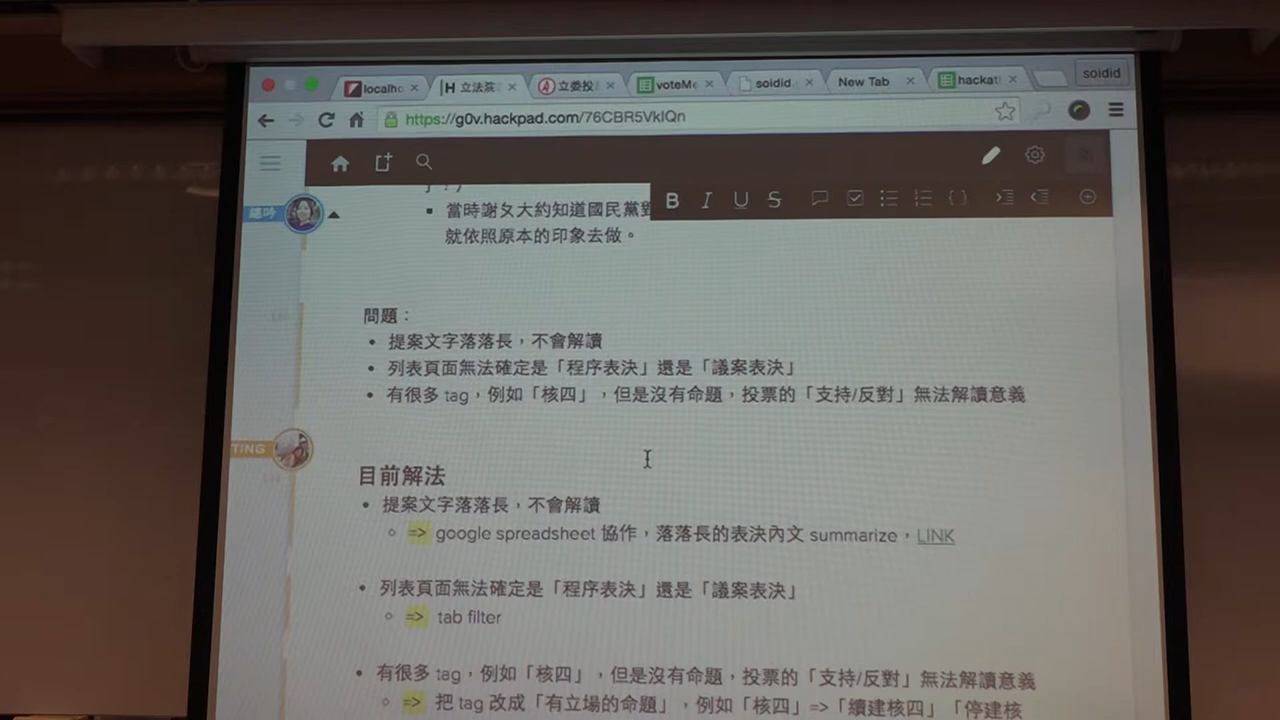 localho
立法院
立委投
voteMe
soidid
New Tab
hackat
soidid
https://g0v.hackpad.com/76CBR5VkIQn
B I U S
當時謝攵大約知道國民黨
就依照原本的印象去做。
問題：
• 提案文字落落長，不會解讀
• 列表頁面無法確定是「程序表決」還是「議案表決」
• 有很多 tag，例如「核四」，但是沒有命題，投票的「支持/反對」無法解讀意義
TING
目前解法
• 提案文字落落長，不會解讀
○ => google spreadsheet 協作，落落長的表決內文 summarize，LINK
• 列表頁面無法確定是「程序表決」還是「議案表決」
○ => tab filter
• 有很多 tag，例如「核四」，但是沒有命題，投票的「支持/反對」無法解讀意義
○ => 把 tag 改成「有立場的命題」，例如「核四」=>「續建核四」「停建核